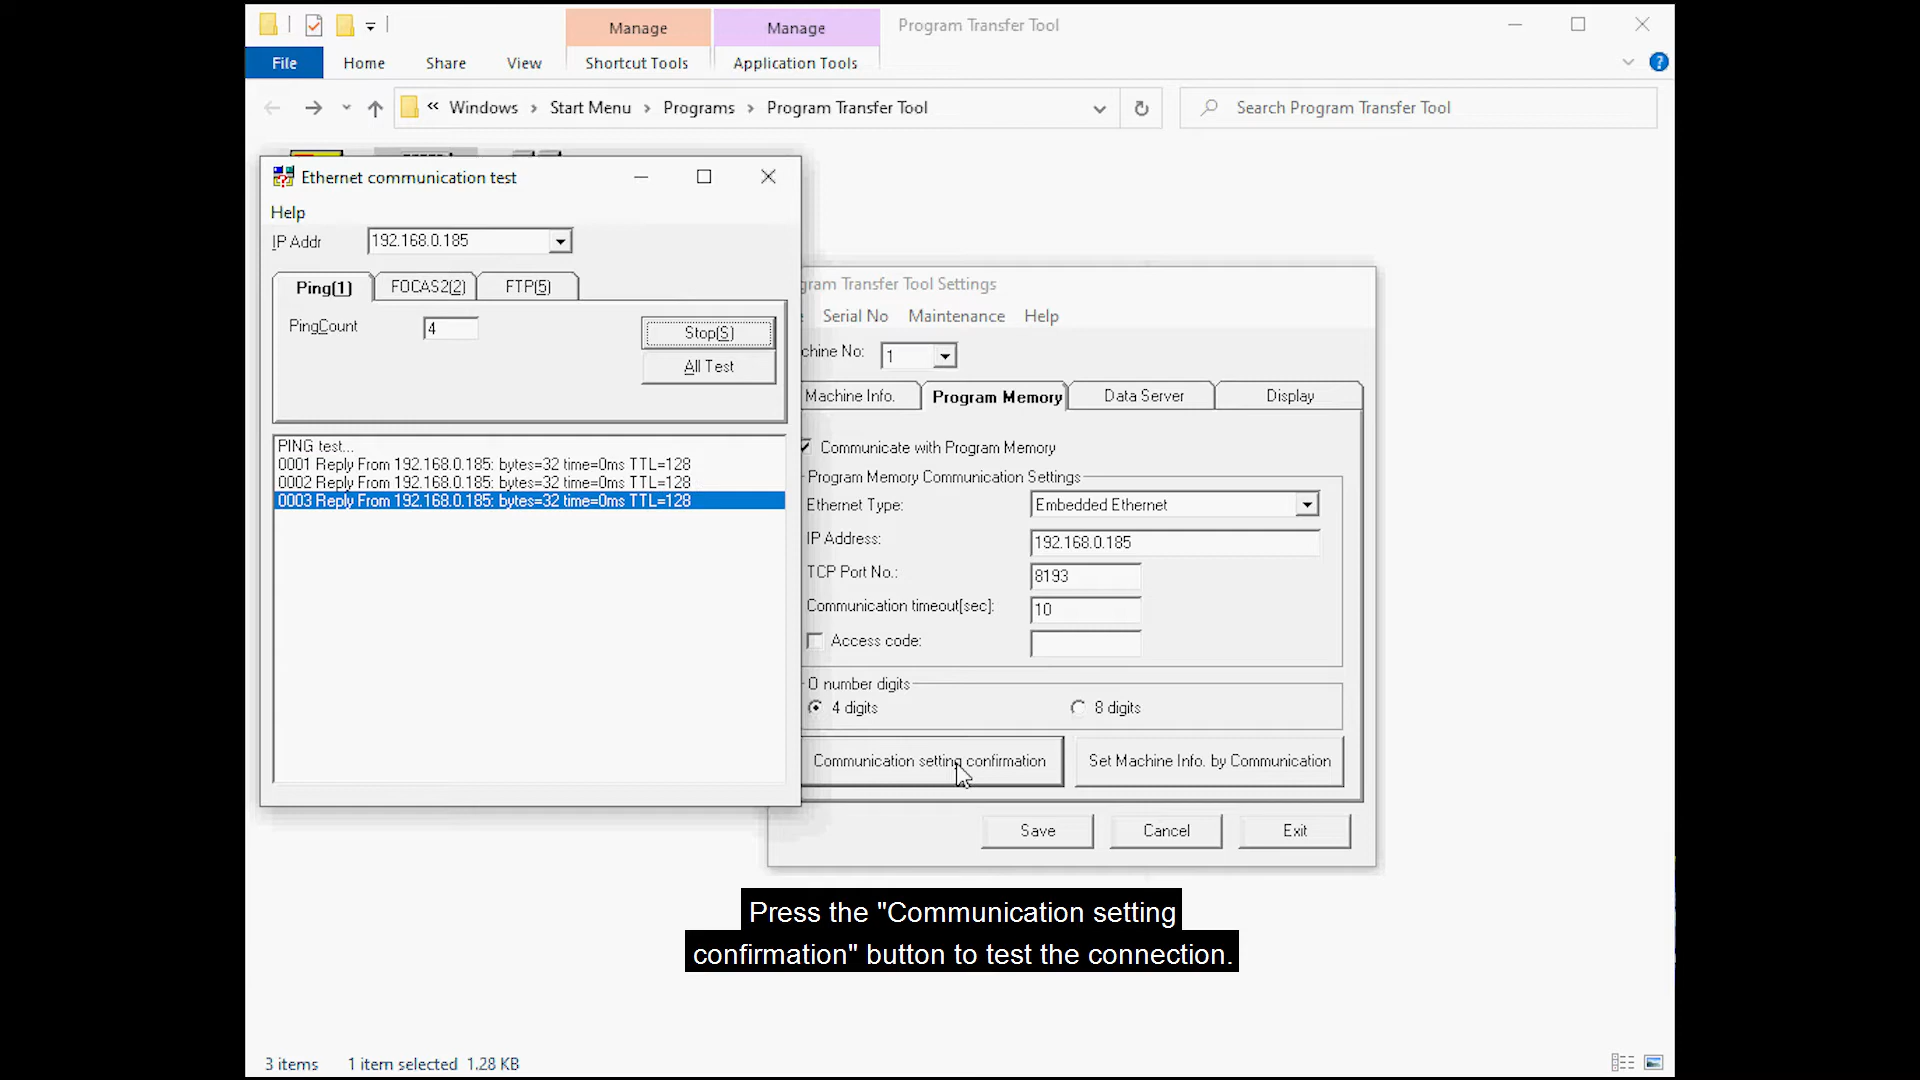 Manage
Manage
Program Transfer Tool
File
Home
Share
View
Shortcut Tools
Application Tools
?
« Windows › Start Menu › Programs › Program Transfer Tool
Search Program Transfer Tool
Ethernet communication test
Help
IP Addr
192.168.0.185
Ping(1)
FOCAS2(2)
FTP(5)
PingCount
4
Stop(S)
All Test
PING test...
0001 Reply From 192.168.0.185: bytes=32 time=0ms TTL=128
0002 Reply From 192.168.0.185: bytes=32 time=0ms TTL=128
0003 Reply From 192.168.0.185: bytes=32 time=0ms TTL=128
gram Transfer Tool Settings
Serial No
Maintenance
Help
chine No:
1
Machine Info.
Program Memory
Data Server
Display
Communicate with Program Memory
Program Memory Communication Settings
Ethernet Type:
Embedded Ethernet
IP Address:
192.168.0.185
TCP Port No.:
8193
Communication timeout[sec]:
10
Access code:
O number digits
4 digits
8 digits
Communication setting confirmation
Set Machine Info. by Communication
Save
Cancel
Exit
Press the "Communication setting
confirmation" button to test the connection.
3 items
1 item selected 1.28 KB